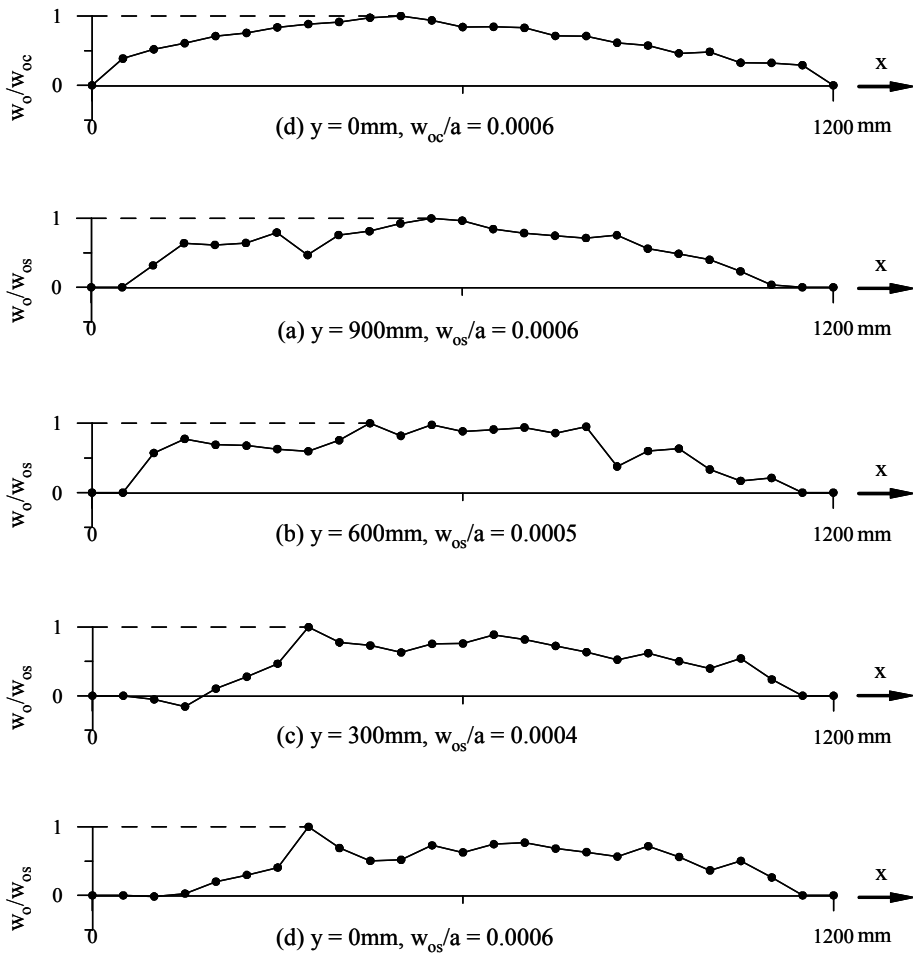 1
w_o/w_oc
0
x
0
(d) y = 0mm, w_oc/a = 0.0006
1200 mm
1
w_o/w_os
0
x
0
(a) y = 900mm, w_os/a = 0.0006
1200 mm
1
w_o/w_os
0
x
0
(b) y = 600mm, w_os/a = 0.0005
1200 mm
1
w_o/w_os
0
x
0
(c) y = 300mm, w_os/a = 0.0004
1200 mm
1
w_o/w_os
0
x
0
(d) y = 0mm, w_os/a = 0.0006
1200 mm